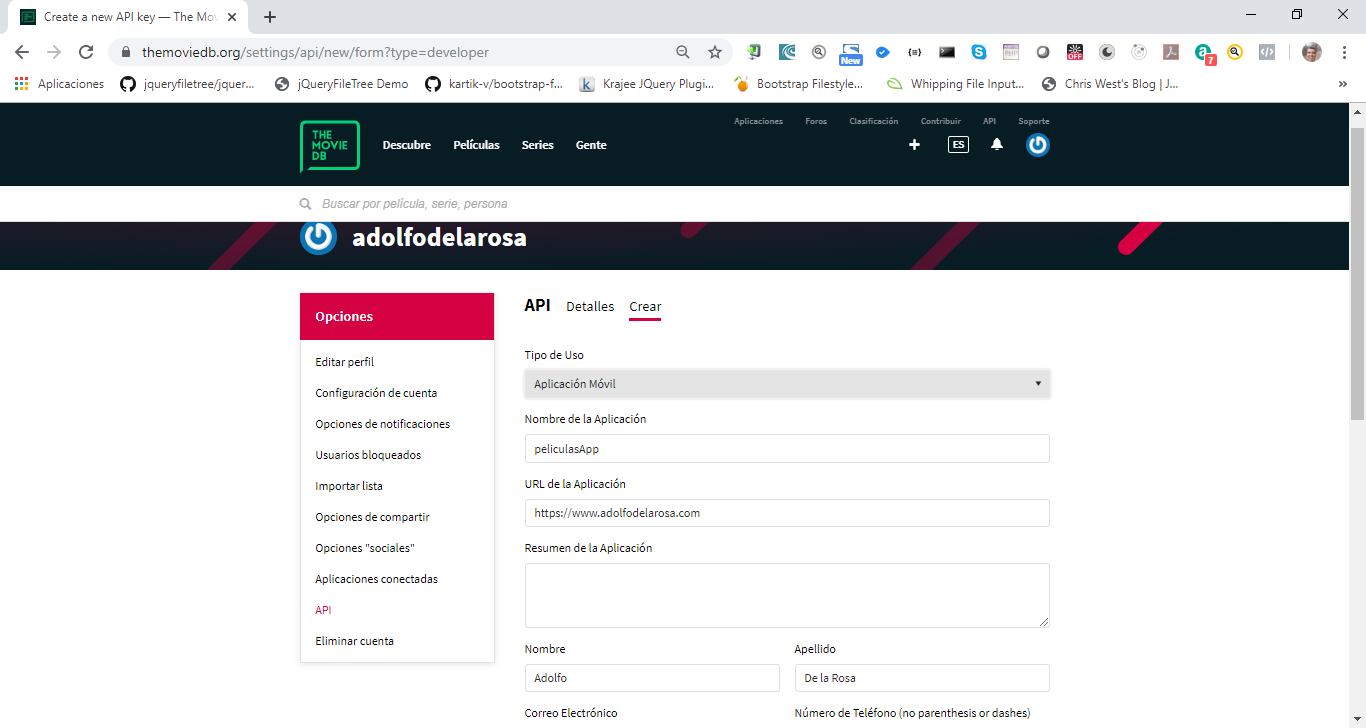 Create a new API key — The Mov
themoviedb.org/settings/api/new/form?type=developer
New
{≡}
OFF
a
7
Aplicaciones
jqueryfiletree/jquer...
jQueryFileTree Demo
kartik-v/bootstrap-f...
k
Krajee JQuery Plugi...
Bootstrap Filestyle...
Whipping File Input...
Chris West's Blog | J...
»
THE
MOVIE
DB
Descubre
Películas
Series
Gente
Aplicaciones
Foros
Clasificación
Contribuir
API
Soporte
ES
Buscar por película, serie, persona
adolfodelarosa
Opciones
Editar perfil
Configuración de cuenta
Opciones de notificaciones
Usuarios bloqueados
Importar lista
Opciones de compartir
Opciones "sociales"
Aplicaciones conectadas
API
Eliminar cuenta
API
Detalles
Crear
Tipo de Uso
Aplicación Móvil
Nombre de la Aplicación
peliculasApp
URL de la Aplicación
https://www.adolfodelarosa.com
Resumen de la Aplicación
Nombre
Apellido
Adolfo
De la Rosa
Correo Electrónico
Número de Teléfono (no parenthesis or dashes)